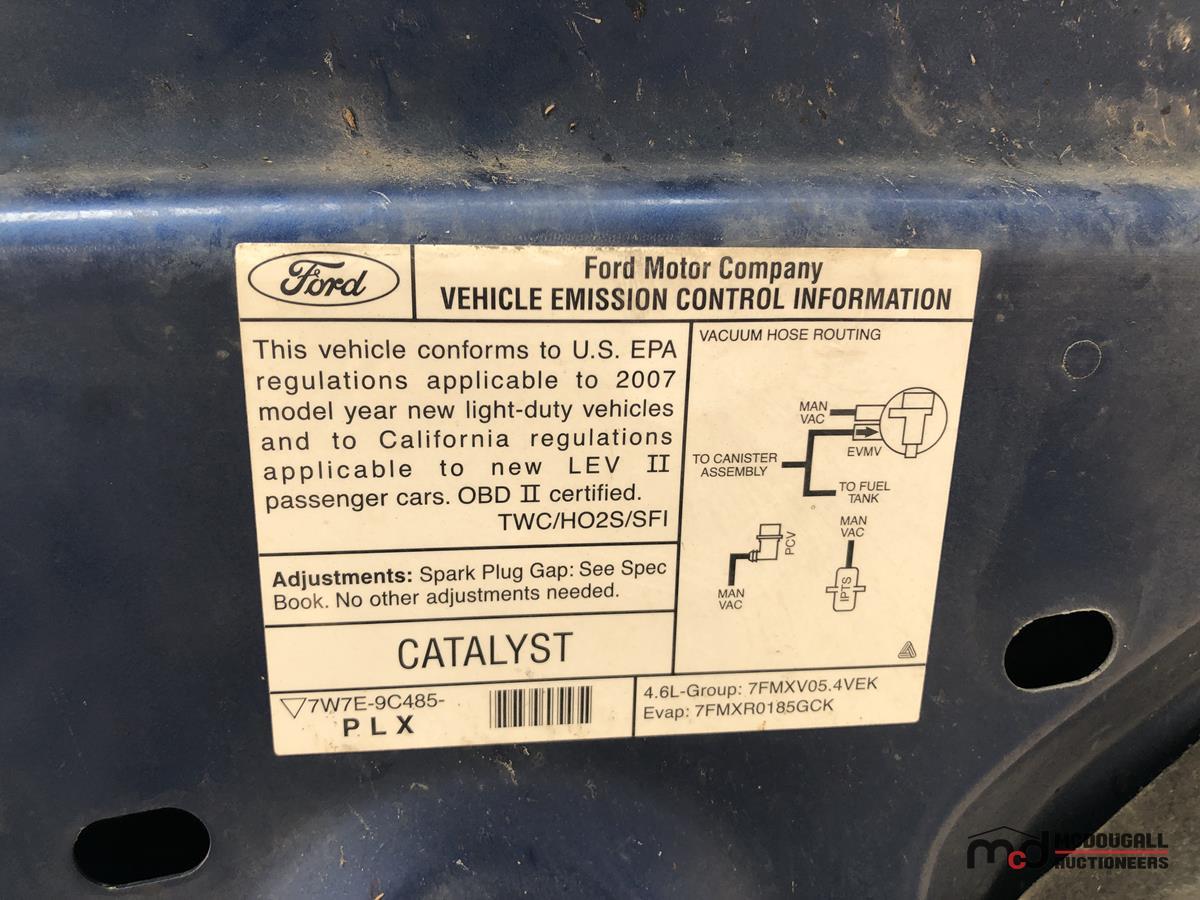 Ford
Ford Motor Company
VEHICLE EMISSION CONTROL INFORMATION
This vehicle conforms to U.S. EPA
regulations applicable to 2007
model year new light-duty vehicles
and to California regulations
applicable to new LEV II
passenger cars. OBD II certified.
TWC/HO2S/SFI
Adjustments: Spark Plug Gap: See Spec
Book. No other adjustments needed.
CATALYST
7W7E-9C485-
PLX
VACUUM HOSE ROUTING
MAN
VAC
EVMV
TO CANISTER
ASSEMBLY
TO FUEL
TANK
PCV
MAN
VAC
MAN
VAC
IPTS
4.6L-Group: 7FMXV05.4VEK
Evap: 7FMXR0185GCK
mcd MCDOUGALL
AUCTIONEERS